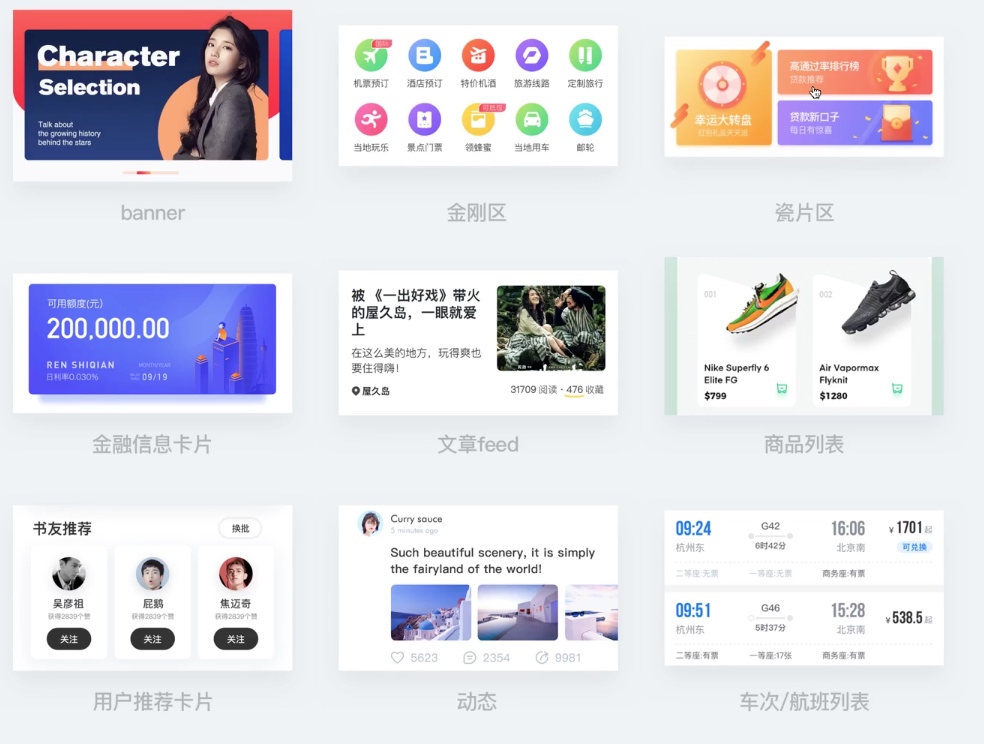 Character
Selection
Talk about
the growing history
behind the stars
banner
机票预订
酒店预订
特价机酒
旅游线路
定制旅行
当地玩乐
景点门票
领蜂蜜
当地用车
邮轮
金刚区
幸运大转盘
高通过率排行榜
贷款推荐
贷款新口子
每日有惊喜
瓷片区
可用额度(元)
200,000.00
REN SHIQIAN
MONTH/YEAR
日利率0.030%
09/19
金融信息卡片
被《一出好戏》带火
的屋久岛，一眼就爱
上
在这么美的地方，玩得爽也
要住得嗨！
屋久岛
31709 阅读 · 476 收藏
文章feed
001
Nike Superfly 6
Elite FG
$799
002
Air Vapormax
Flyknit
$1280
商品列表
书友推荐
换批
吴彦祖
获得2839个赞
关注
屁鹅
获得2839个赞
关注
焦迈奇
获得2839个赞
关注
用户推荐卡片
Curry sauce
5 minutes ago
Such beautiful scenery, it is simply
the fairyland of the world!
5623
2354
9981
动态
09:24
G42
16:06
¥1701起
杭州东
6时42分
北京南
可兑换
二等座:无票
一等座:无票
商务座:有票
09:51
G46
15:28
¥538.5起
杭州东
5时37分
北京南
二等座:有票
一等座:17张
商务座:有票
车次/航班列表